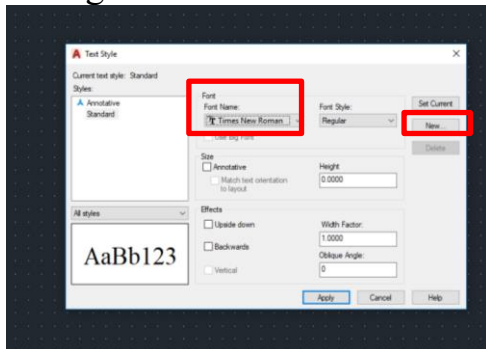 Text Style
Current text style: Standard
Styles:
Annotative
Standard
Font
Font Name:
Times New Roman
Use Big Font
Font Style:
Regular
Set Current
New...
Delete
Size
Annotative
Match text orientation
to layout
Height
0.0000
All styles
AaBb123
Effects
Upside down
Backwards
Vertical
Width Factor:
1.0000
Oblique Angle:
0
Apply
Cancel
Help